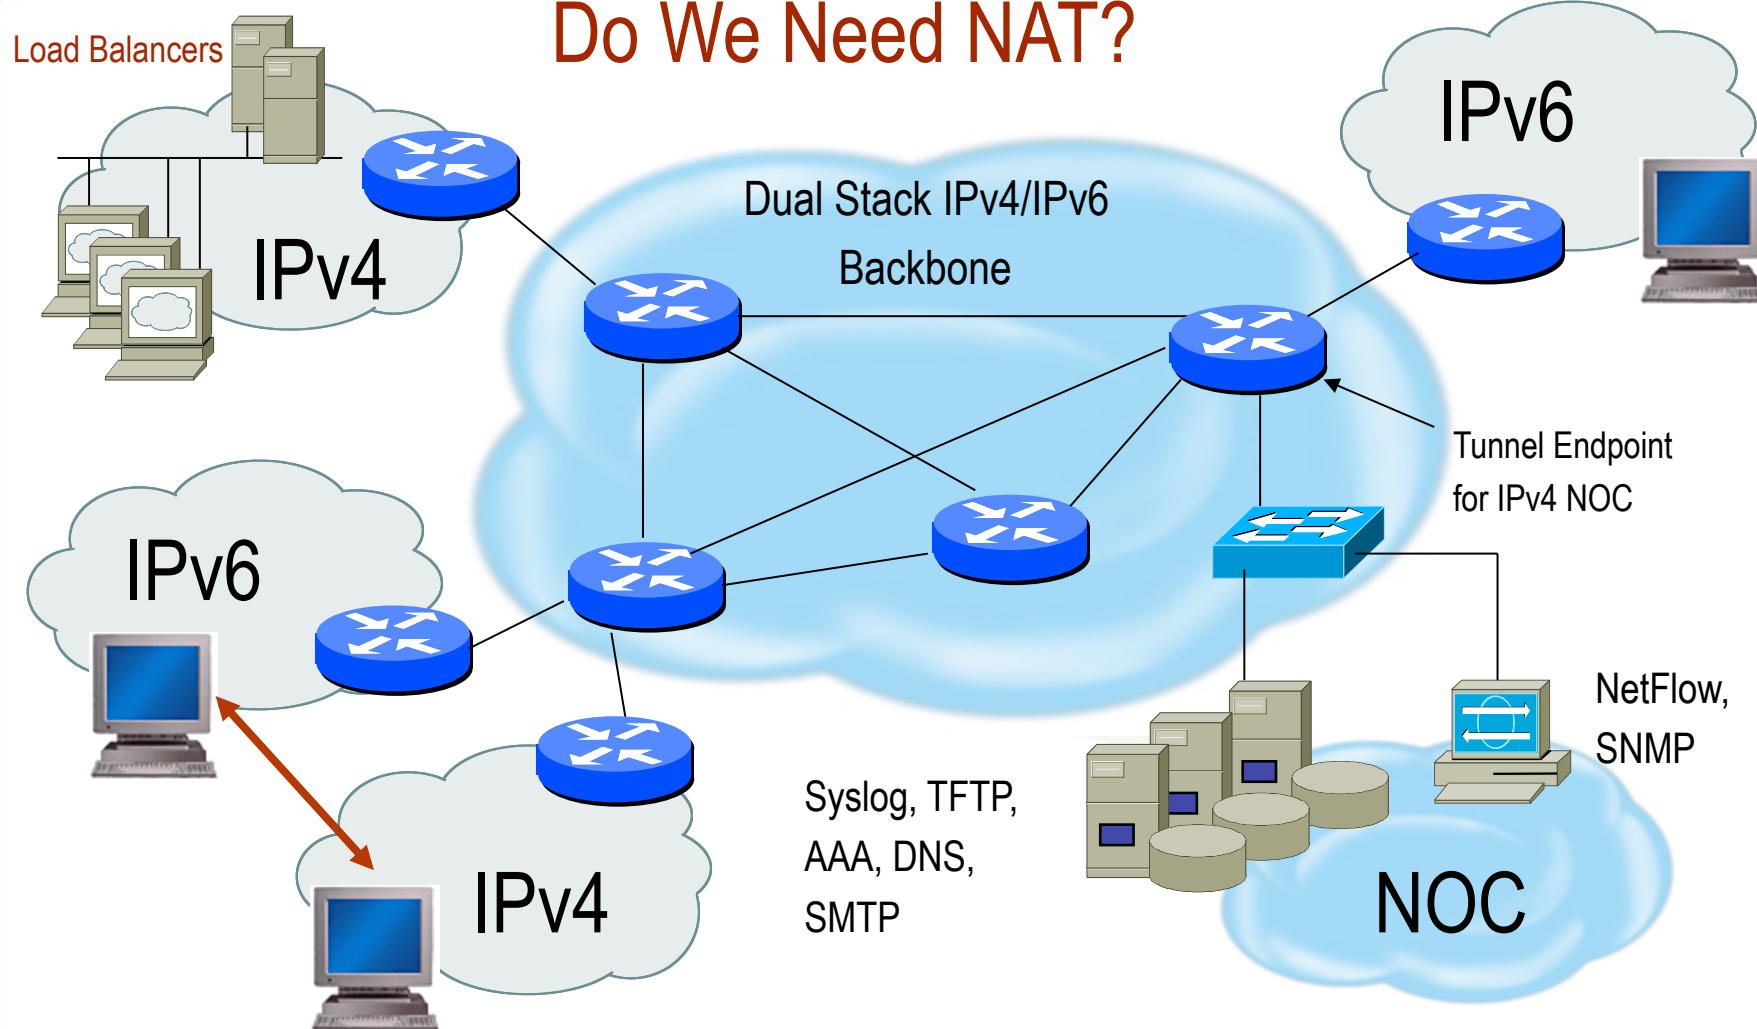 Do We Need NAT?
Load Balancers
IPv4
Dual Stack IPv4/IPv6
Backbone
IPv6
Tunnel Endpoint
for IPv4 NOC
IPv6
IPv4
Syslog, TFTP,
AAA, DNS,
SMTP
NetFlow,
SNMP
NOC